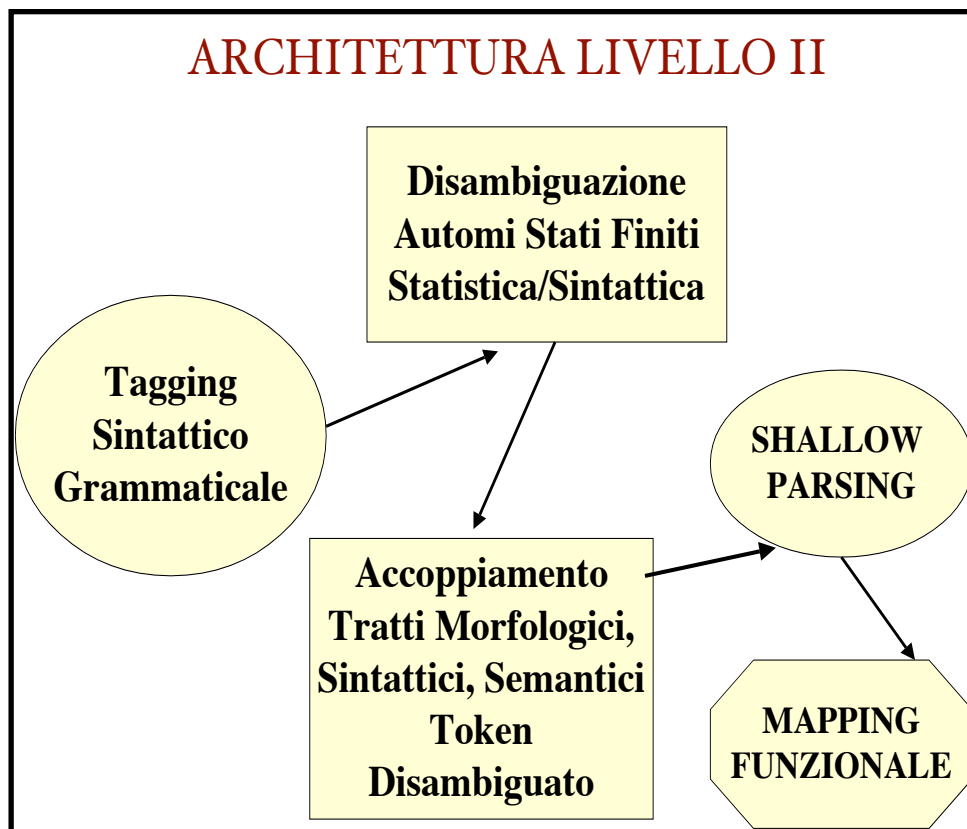 ARCHITETTURA LIVELLO II
Disambiguazione
Automi Stati Finiti
Statistica/Sintattica
Tagging
Sintattico
Grammaticale
Accoppiamento
Tratti Morfologici,
Sintattici, Semantici
Token
Disambiguato
SHALLOW
PARSING
MAPPING
FUNZIONALE